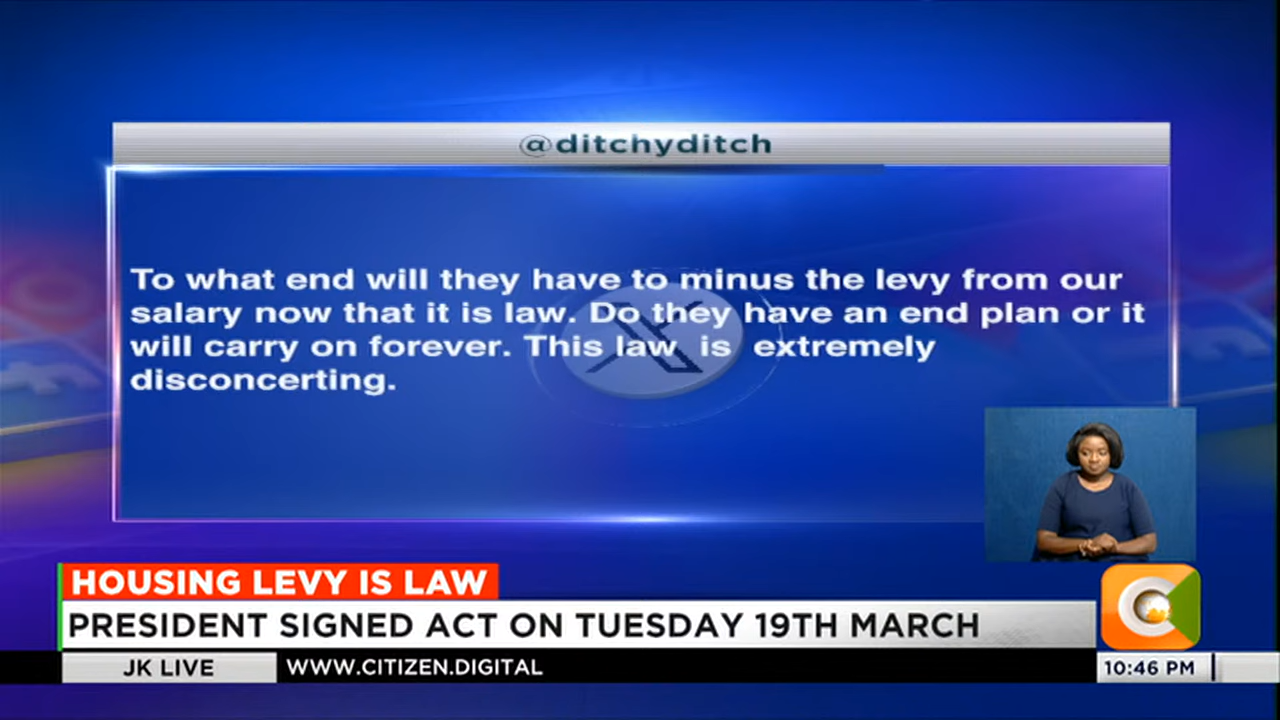 @ditchyditch
To what end will they have to minus the levy from our
salary now that it is law. Do they have an end plan or it
will carry on forever. This law is extremely
disconcerting.
HOUSING LEVY IS LAW
PRESIDENT SIGNED ACT ON TUESDAY 19TH MARCH
JK LIVE
WWW.CITIZEN.DIGITAL
10:46 PM